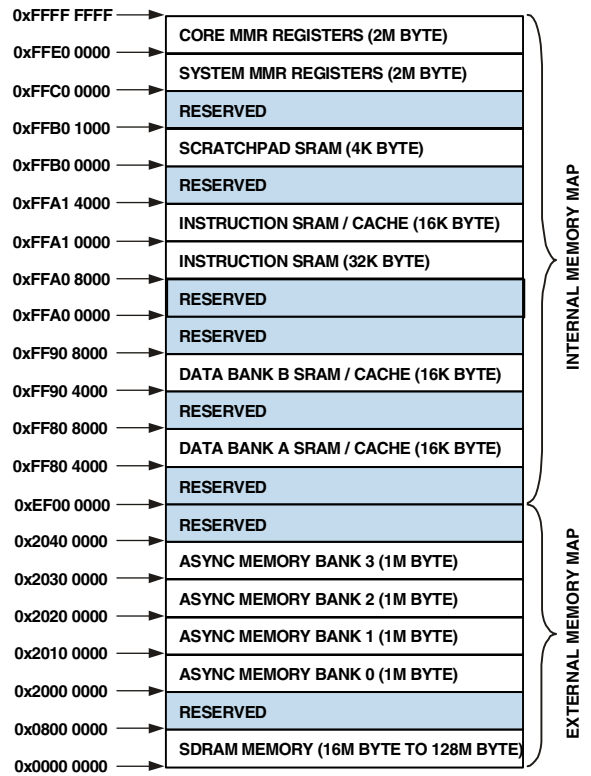 0xFFFF FFFF
CORE MMR REGISTERS (2M BYTE)
0xFFE0 0000
SYSTEM MMR REGISTERS (2M BYTE)
0xFFC0 0000
RESERVED
0xFFB0 1000
SCRATCHPAD SRAM (4K BYTE)
0xFFB0 0000
RESERVED
0xFFA1 4000
INSTRUCTION SRAM / CACHE (16K BYTE)
0xFFA1 0000
INSTRUCTION SRAM (32K BYTE)
0xFFA0 8000
RESERVED
0xFFA0 0000
RESERVED
0xFF90 8000
DATA BANK B SRAM / CACHE (16K BYTE)
0xFF90 4000
RESERVED
0xFF80 8000
DATA BANK A SRAM / CACHE (16K BYTE)
0xFF80 4000
RESERVED
0xEF00 0000
RESERVED
0x2040 0000
ASYNC MEMORY BANK 3 (1M BYTE)
0x2030 0000
ASYNC MEMORY BANK 2 (1M BYTE)
0x2020 0000
ASYNC MEMORY BANK 1 (1M BYTE)
0x2010 0000
ASYNC MEMORY BANK 0 (1M BYTE)
0x2000 0000
RESERVED
0x0800 0000
SDRAM MEMORY (16M BYTE TO 128M BYTE)
0x0000 0000
INTERNAL MEMORY MAP
EXTERNAL MEMORY MAP